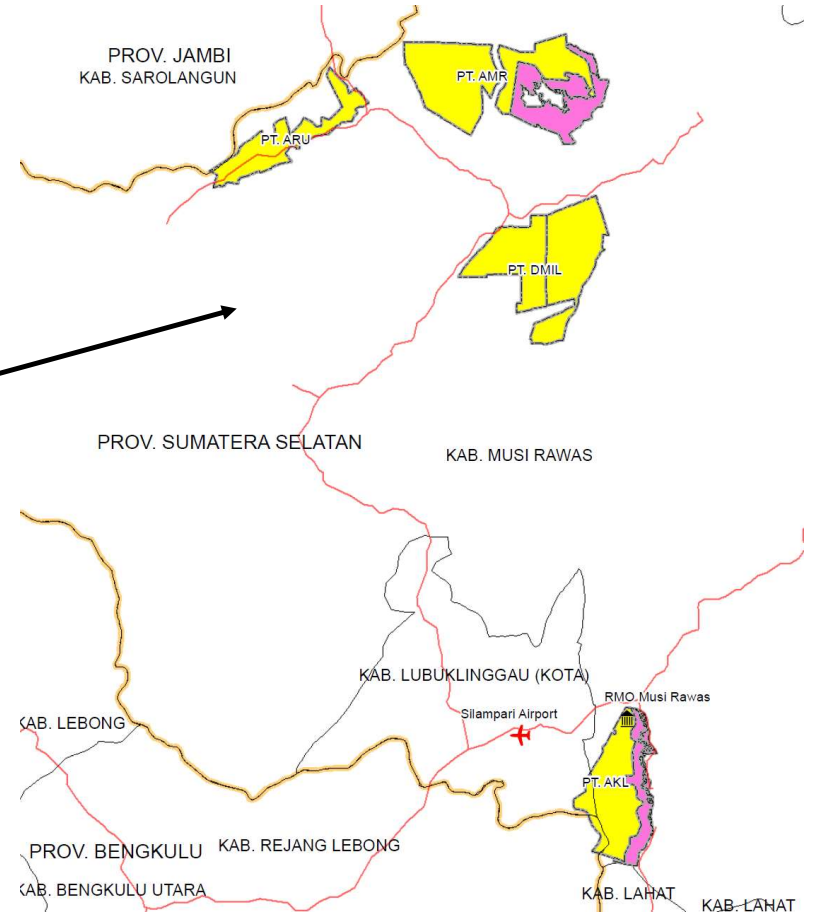 PROV. JAMBI
KAB. SAROLANGUN
PT. AMR
PT. ARU
PT. DMIL
PROV. SUMATERA SELATAN
KAB. MUSI RAWAS
KAB. LUBUKLINGGAU (KOTA)
RMO Musi Rawas
Silampari Airport
KAB. LEBONG
PT. AKL
KAB. REJANG LEBONG
PROV. BENGKULU
KAB. BENGKULU UTARA
KAB. LAHAT
KAB. LAHAT